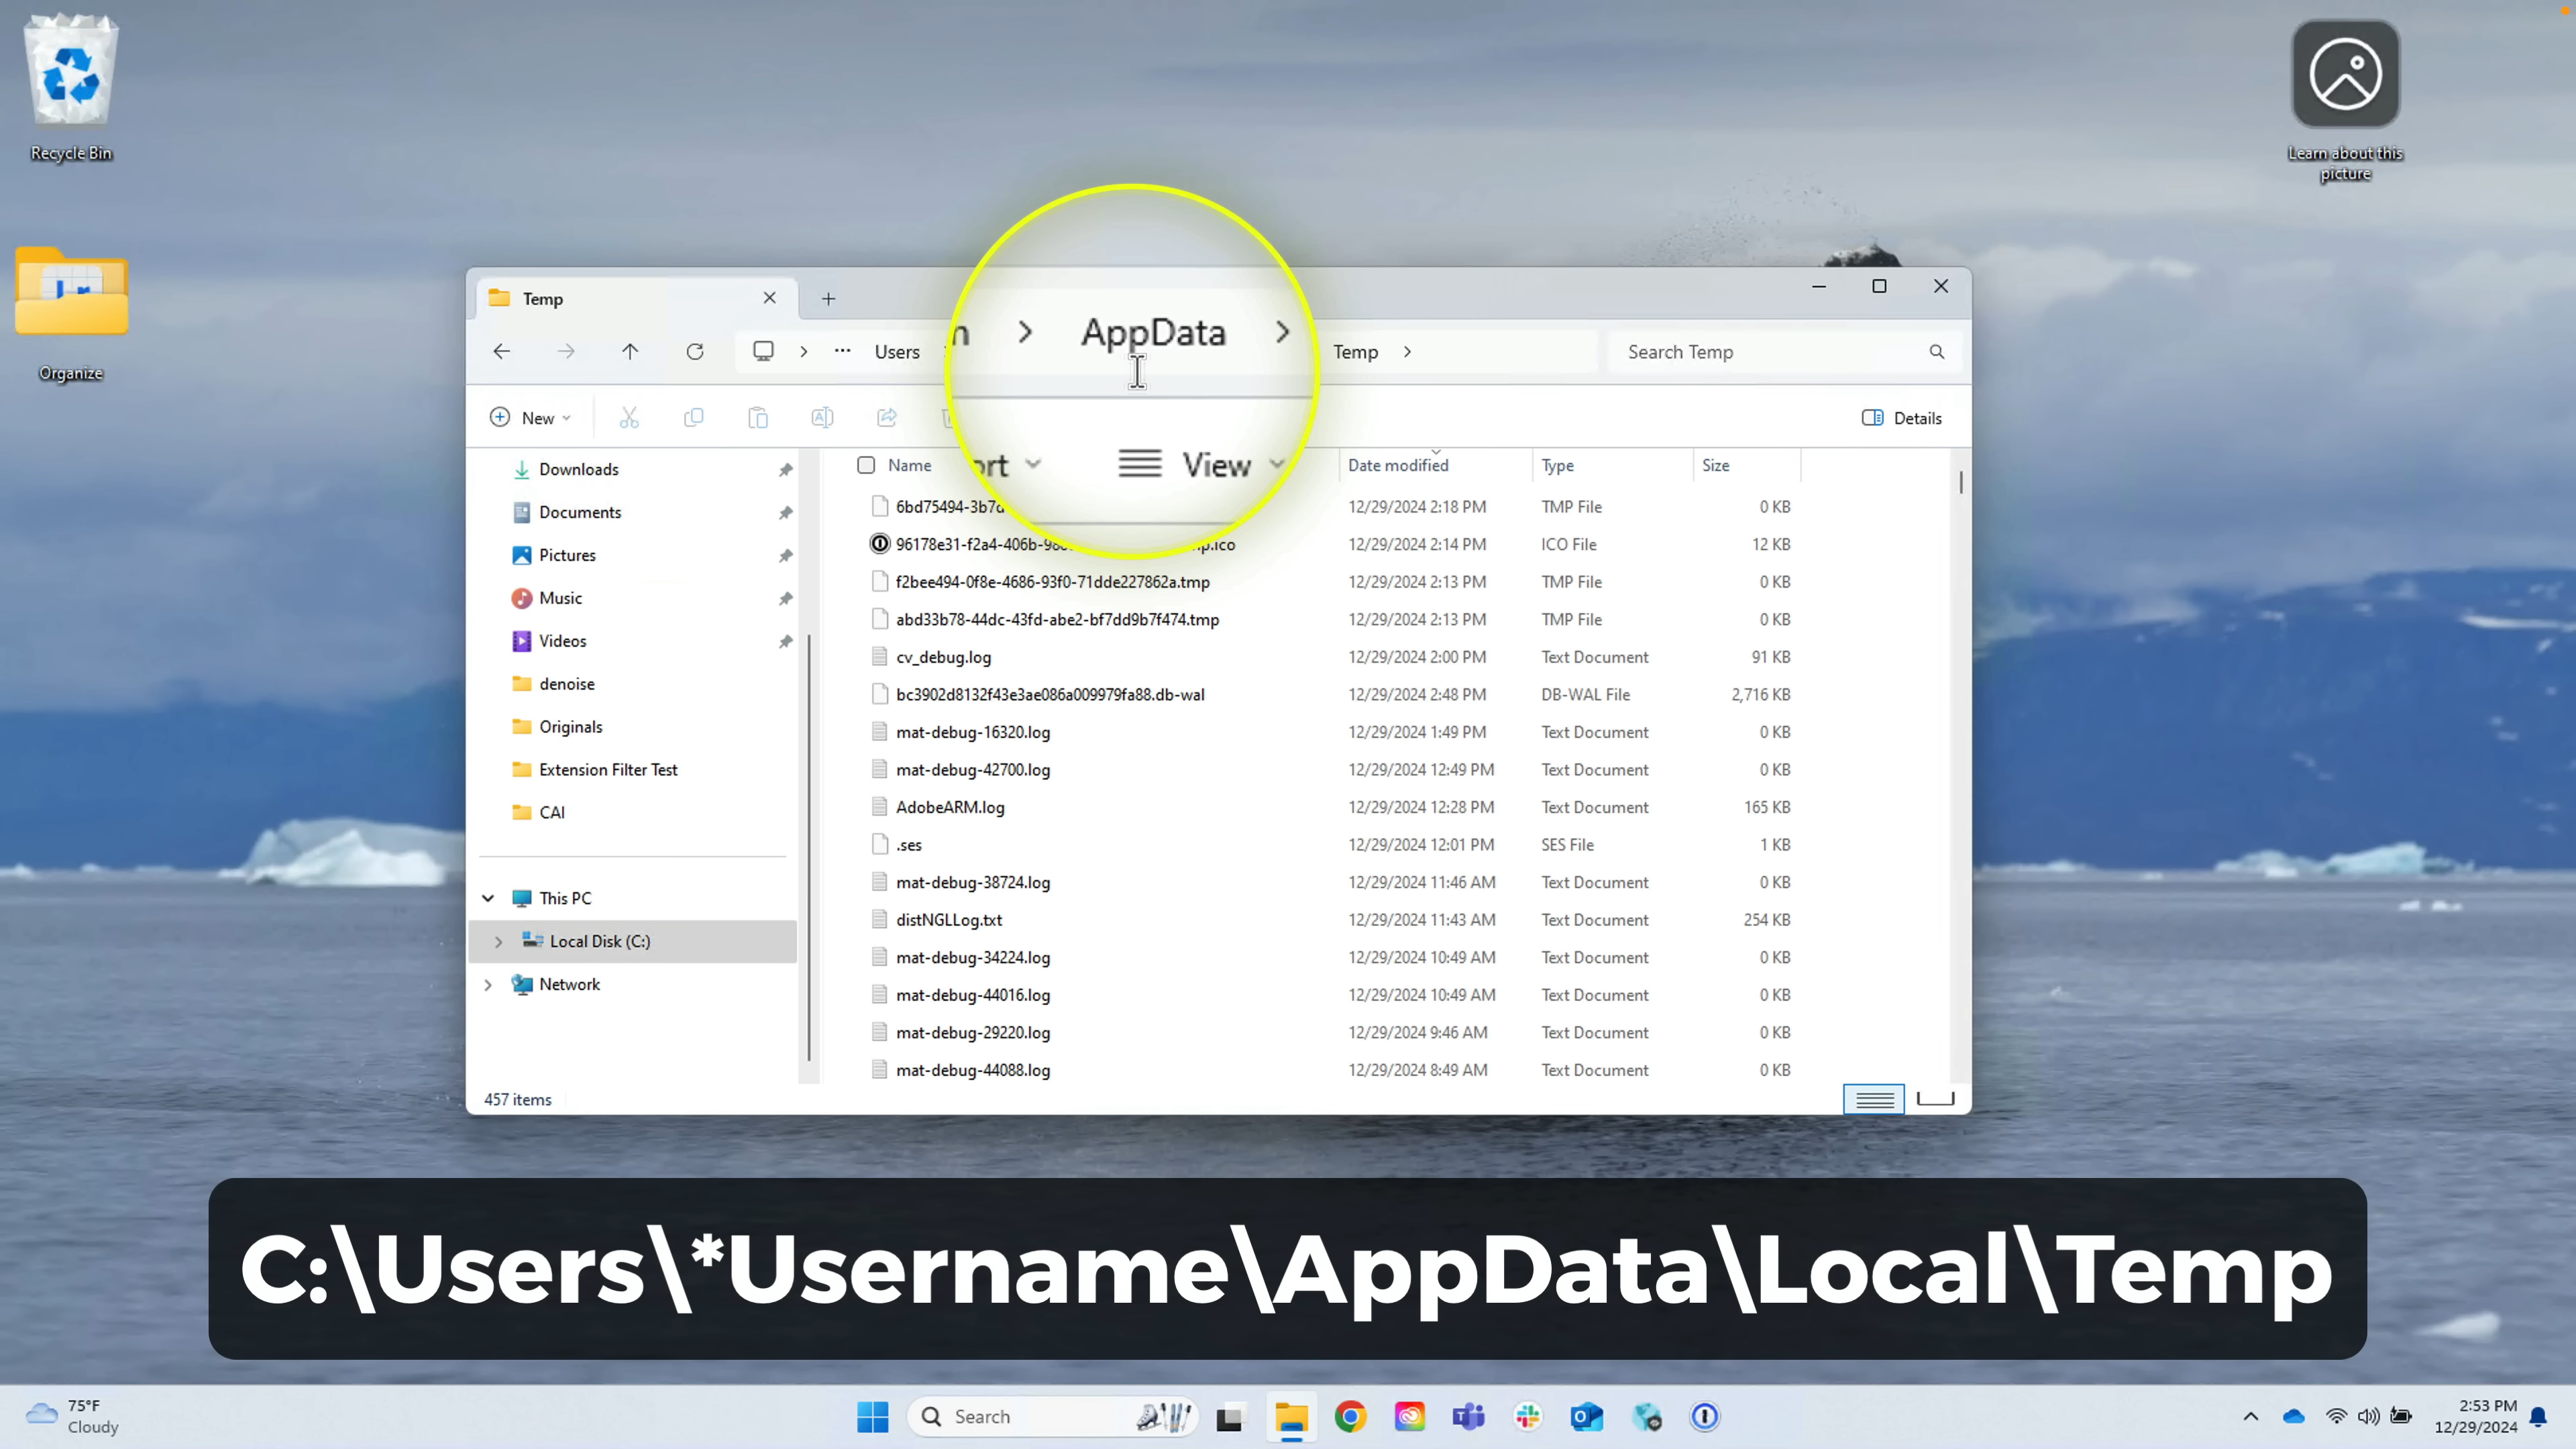 Recycle Bin
Learn about this
picture
Organize
Temp
Users
AppData
Temp
Search Temp
New
View
Details
Downloads
Documents
Pictures
Music
Videos
denoise
Originals
Extension Filter Test
CAI
This PC
Local Disk (C:)
Network
Name Date modified Type Size
6bd75494-3b7d 12/29/2024 2:18 PM TMP File 0 KB
96178e31-f2a4-406b- 12/29/2024 2:14 PM ICO File 12 KB
f2bee494-0f8e-4686-93f0-71dde227862a.tmp 12/29/2024 2:13 PM TMP File 0 KB
abd33b78-44dc-43fd-abe2-bf7dd9b7f474.tmp 12/29/2024 2:13 PM TMP File 0 KB
cv_debug.log 12/29/2024 2:00 PM Text Document 91 KB
bc3902d8132f43e3ae086a009979fa88.db-wal 12/29/2024 2:48 PM DB-WAL File 2,716 KB
mat-debug-16320.log 12/29/2024 1:49 PM Text Document 0 KB
mat-debug-42700.log 12/29/2024 12:49 PM Text Document 0 KB
AdobeARM.log 12/29/2024 12:28 PM Text Document 165 KB
.ses 12/29/2024 12:01 PM SES File 1 KB
mat-debug-38724.log 12/29/2024 11:46 AM Text Document 0 KB
distNGLLog.txt 12/29/2024 11:43 AM Text Document 254 KB
mat-debug-34224.log 12/29/2024 10:49 AM Text Document 0 KB
mat-debug-44016.log 12/29/2024 10:49 AM Text Document 0 KB
mat-debug-29220.log 12/29/2024 9:46 AM Text Document 0 KB
mat-debug-44088.log 12/29/2024 8:49 AM Text Document 0 KB
457 items
C:\Users\*Username\AppData\Local\Temp
75°F
Cloudy
Search
2:53 PM
12/29/2024